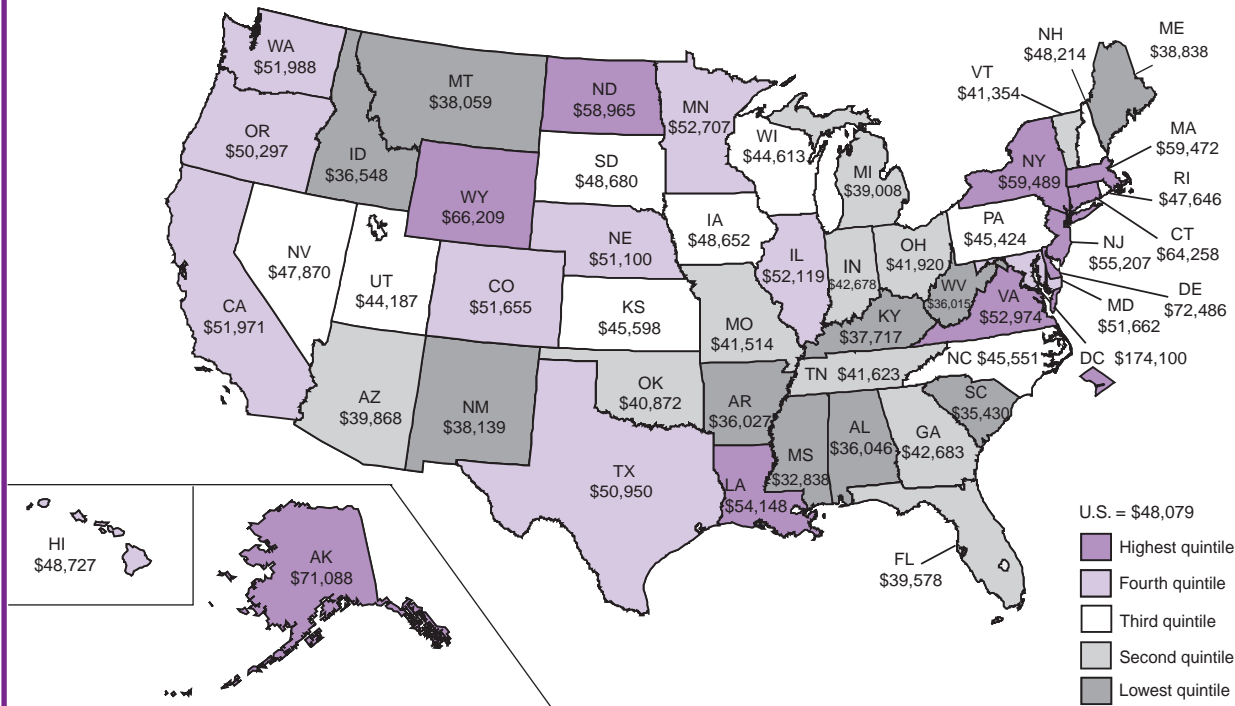 WA
$51,988
OR
$50,297
CA
$51,971
ID
$36,548
NV
$47,870
MT
$38,059
WY
$66,209
UT
$44,187
AZ
$39,868
CO
$51,655
NM
$38,139
ND
$58,965
SD
$48,680
NE
$51,100
KS
$45,598
OK
$40,872
TX
$50,950
MN
$52,707
IA
$48,652
MO
$41,514
AR
$36,027
LA
$54,148
WI
$44,613
IL
$52,119
MI
$39,008
IN
$42,678
OH
$41,920
KY
$37,717
TN $41,623
MS
$32,838
AL
$36,046
GA
$42,683
FL
$39,578
SC
$35,430
NC $45,551
VA
$52,974
WV
$36,015
PA
$45,424
NY
$59,489
VT
$41,354
NH
$48,214
ME
$38,838
MA
$59,472
RI
$47,646
CT
$64,258
NJ
$55,207
DE
$72,486
MD
$51,662
DC $174,100
HI
$48,727
AK
$71,088
U.S. = $48,079
Highest quintile
Fourth quintile
Third quintile
Second quintile
Lowest quintile